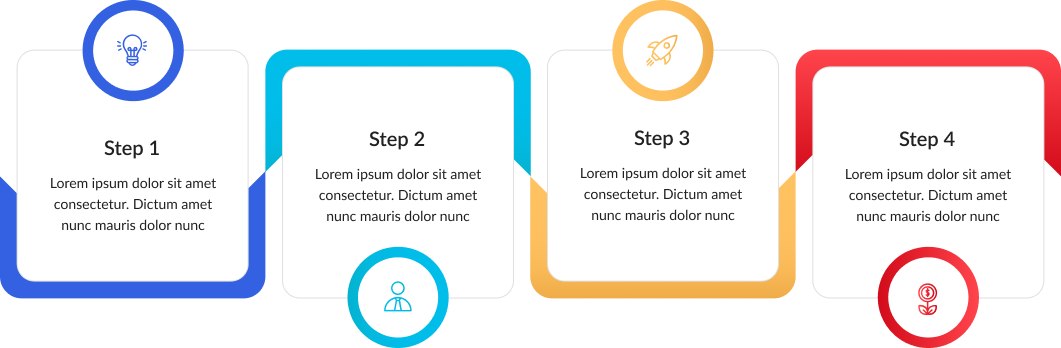 Step 1
Lorem ipsum dolor sit amet
consectetur. Dictum amet
nunc mauris dolor nunc
Step 2
Lorem ipsum dolor sit amet
consectetur. Dictum amet
nunc mauris dolor nunc
Step 3
Lorem ipsum dolor sit amet
consectetur. Dictum amet
nunc mauris dolor nunc
Step 4
Lorem ipsum dolor sit amet
consectetur. Dictum amet
nunc mauris dolor nunc
$